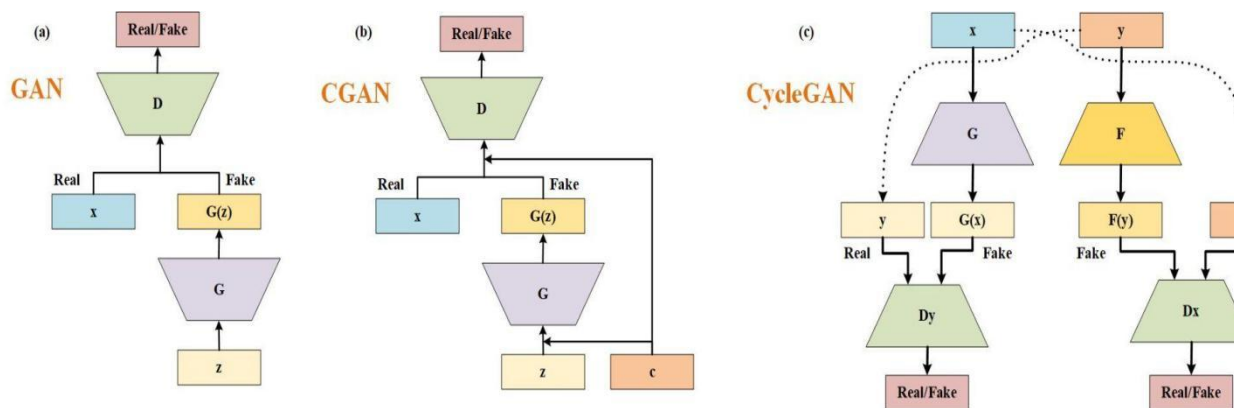 (a)
GAN
Real/Fake
D
Real
Fake
x
G(z)
G
z
(b)
CGAN
Real/Fake
D
Real
Fake
x
G(z)
G
z
c
(c)
CycleGAN
x
y
G
F
y
G(x)
F(y)
Real
Fake
Fake
Dy
Dx
Real/Fake
Real/Fake